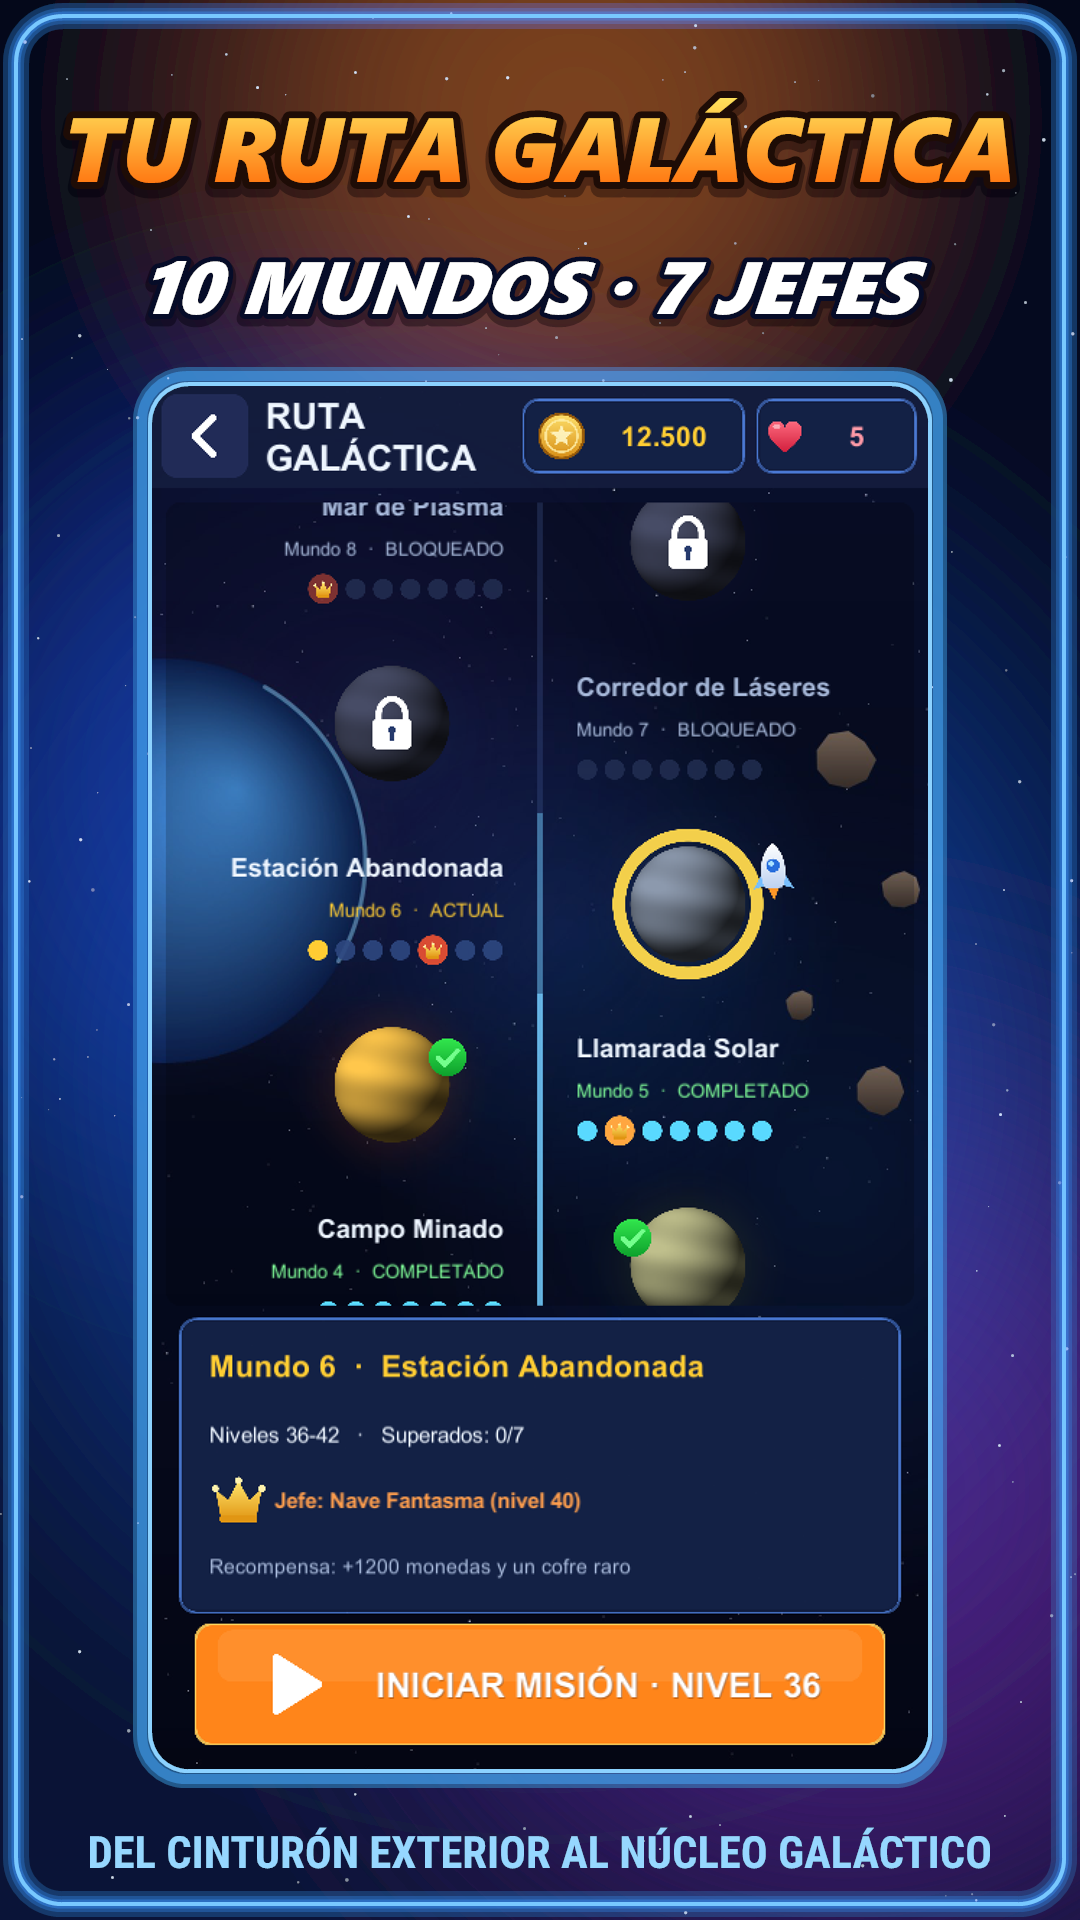 TU RUTA GALÁCTICA
10 MUNDOS · 7 JEFES
RUTA
GALÁCTICA
12.500
5
Mar de Plasma
Mundo 8 · BLOQUEADO
Corredor de Láseres
Mundo 7 · BLOQUEADO
Estación Abandonada
Mundo 6 · ACTUAL
Llamarada Solar
Mundo 5 · COMPLETADO
Campo Minado
Mundo 4 · COMPLETADO
Mundo 6 · Estación Abandonada
Niveles 36-42 · Superados: 0/7
Jefe: Nave Fantasma (nivel 40)
Recompensa: +1200 monedas y un cofre raro
INICIAR MISIÓN · NIVEL 36
DEL CINTURÓN EXTERIOR AL NÚCLEO GALÁCTICO